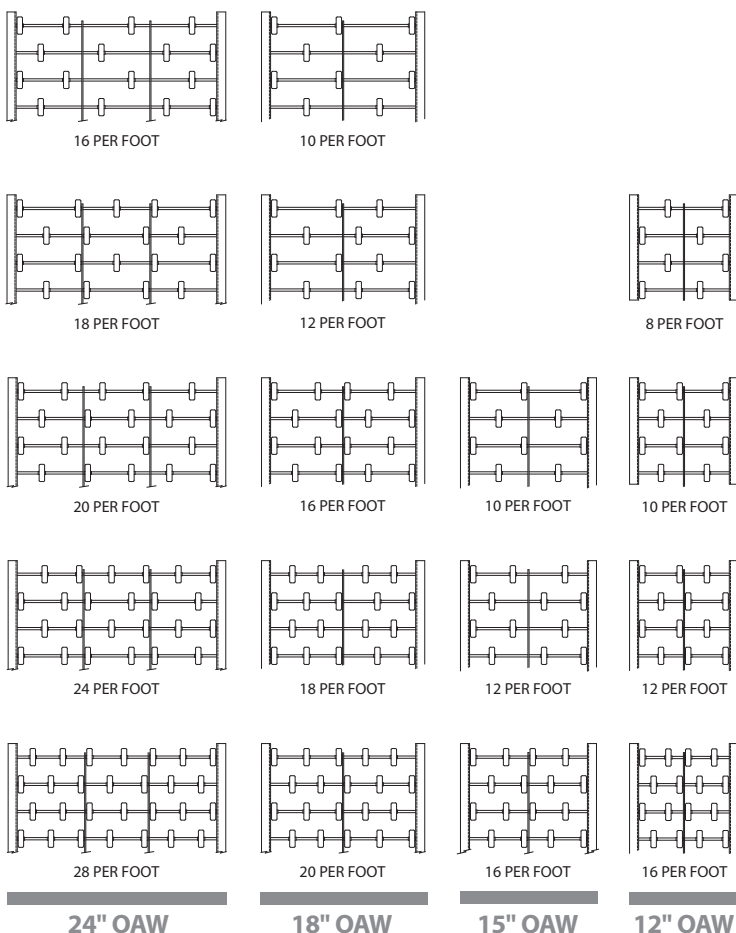 16 PER FOOT
10 PER FOOT
18 PER FOOT
12 PER FOOT
8 PER FOOT
20 PER FOOT
16 PER FOOT
10 PER FOOT
10 PER FOOT
24 PER FOOT
18 PER FOOT
12 PER FOOT
12 PER FOOT
28 PER FOOT
20 PER FOOT
16 PER FOOT
16 PER FOOT
24" OAW
18" OAW
15" OAW
12" OAW